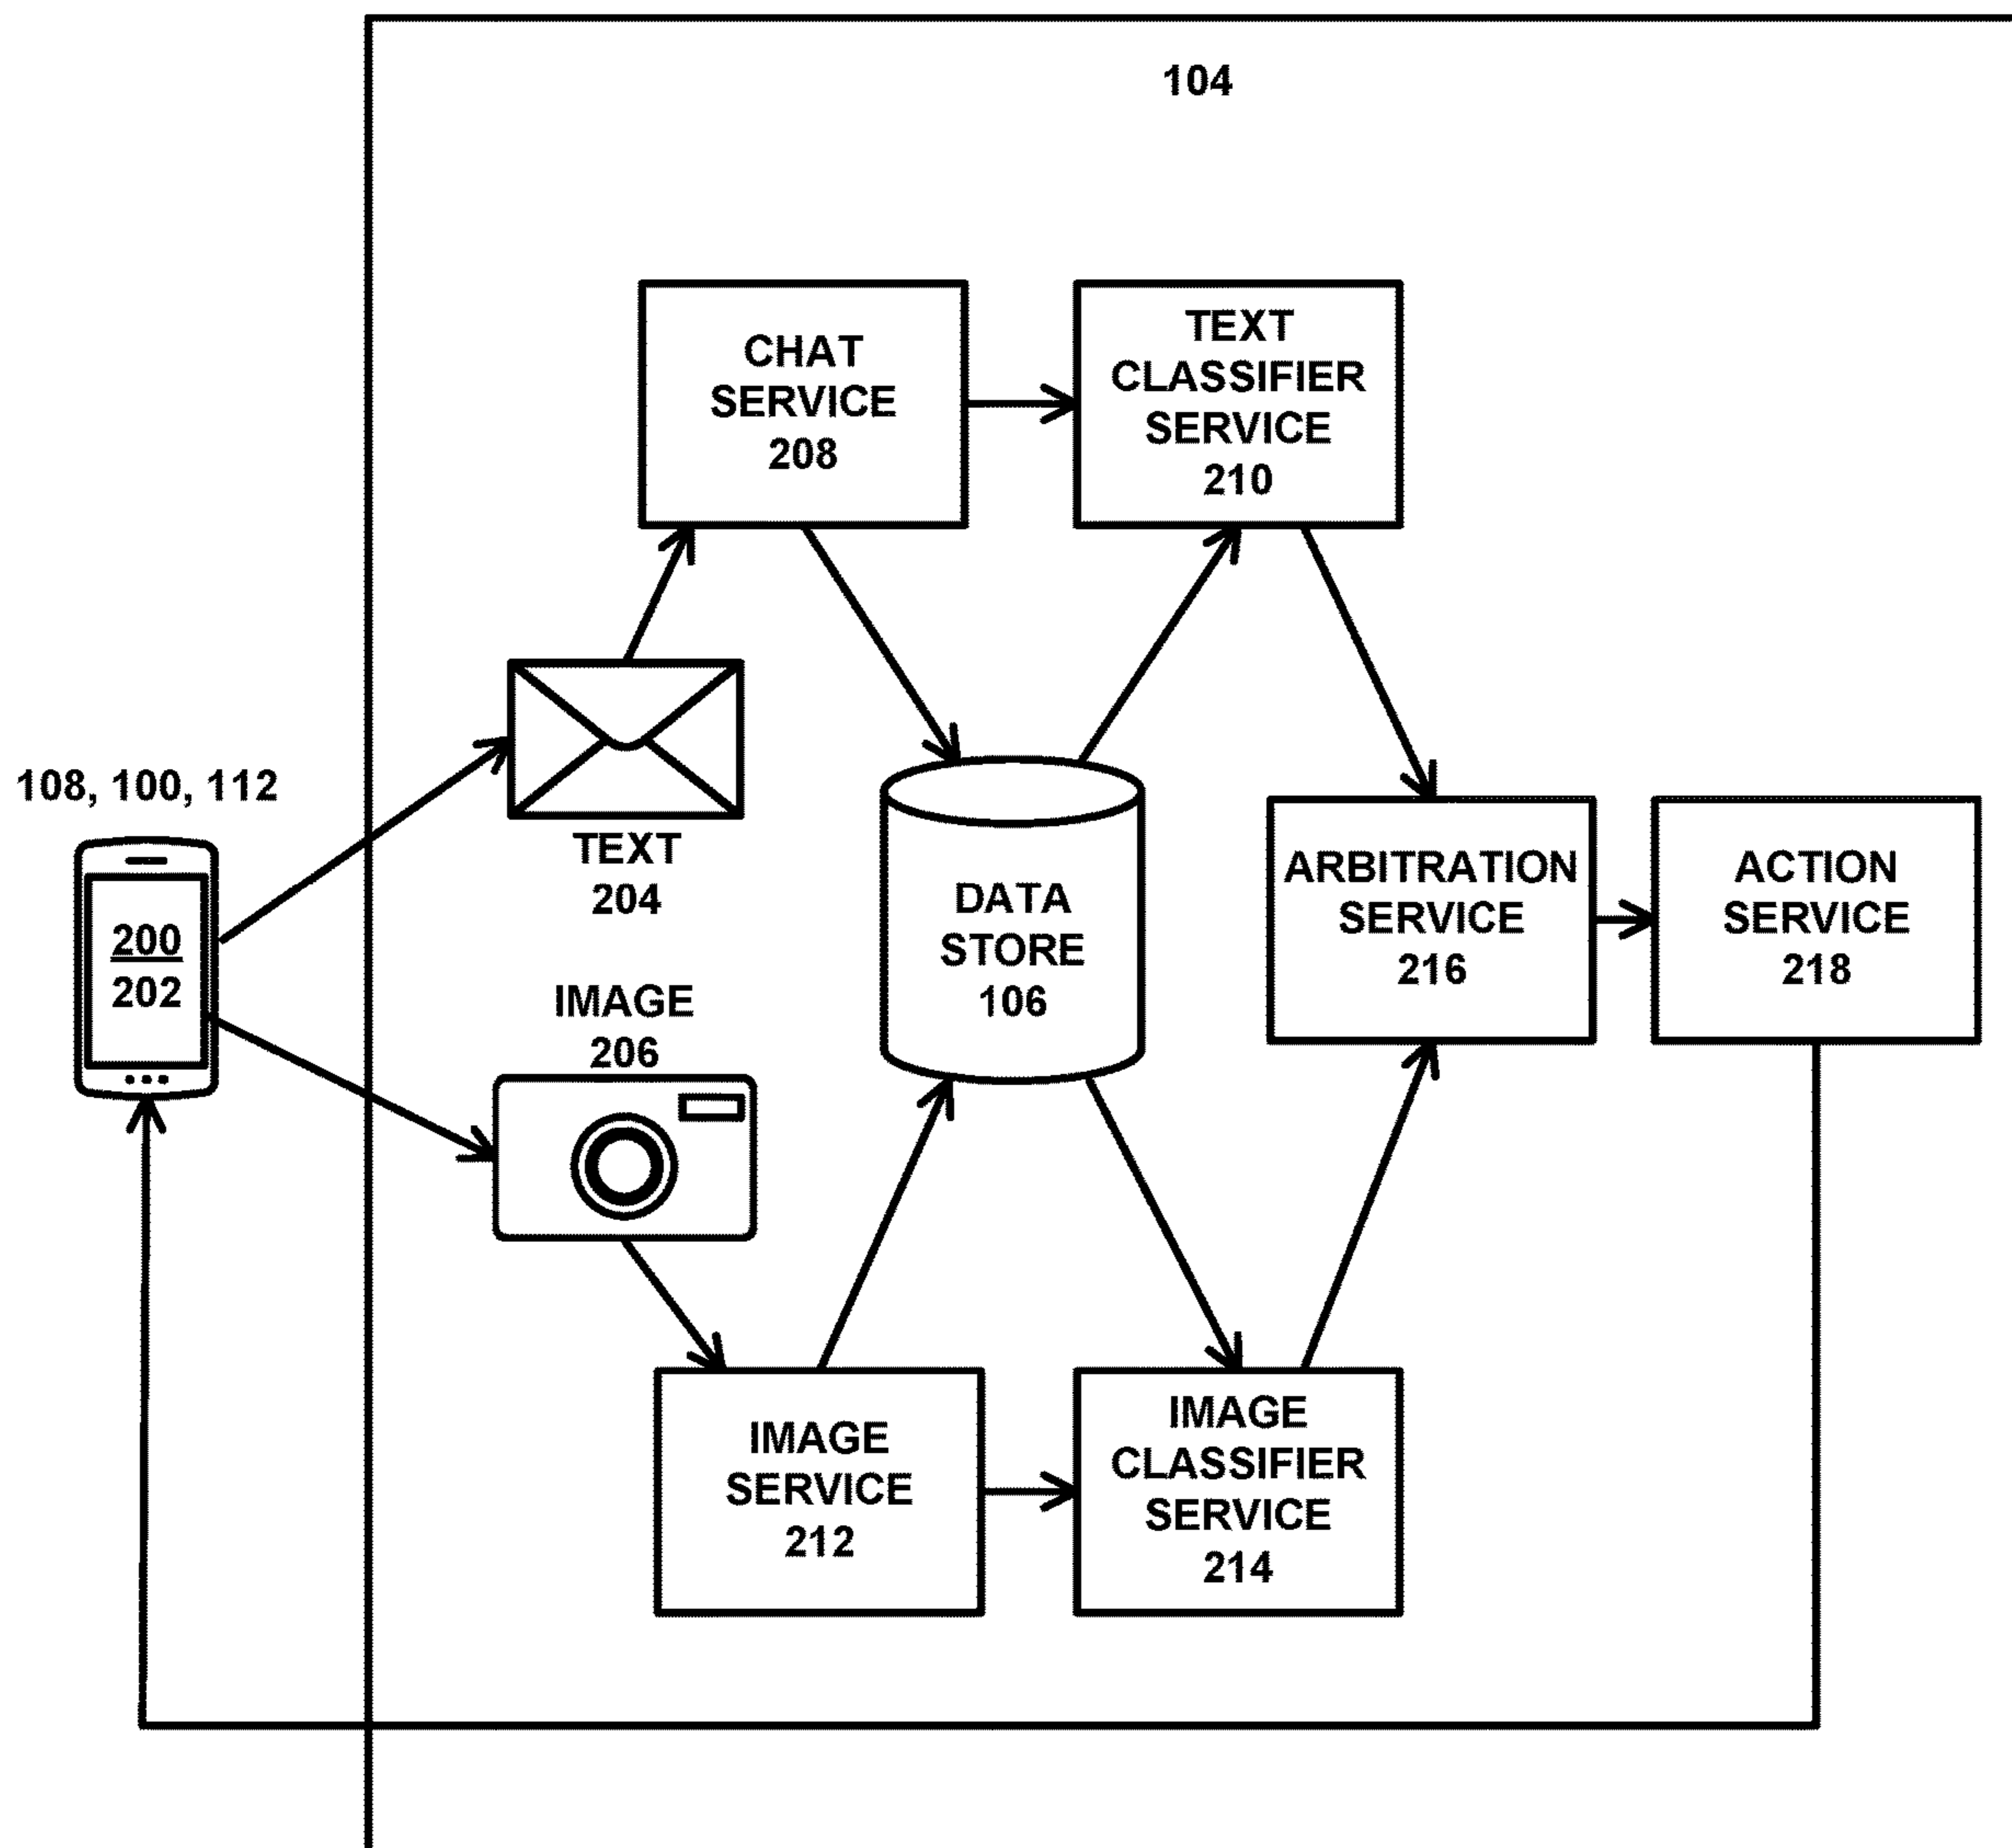 104
CHAT
SERVICE
208
TEXT
CLASSIFIER
SERVICE
210
108, 100, 112
200
202
TEXT
204
IMAGE
206
DATA
STORE
106
ARBITRATION
SERVICE
216
ACTION
SERVICE
218
IMAGE
SERVICE
212
IMAGE
CLASSIFIER
SERVICE
214